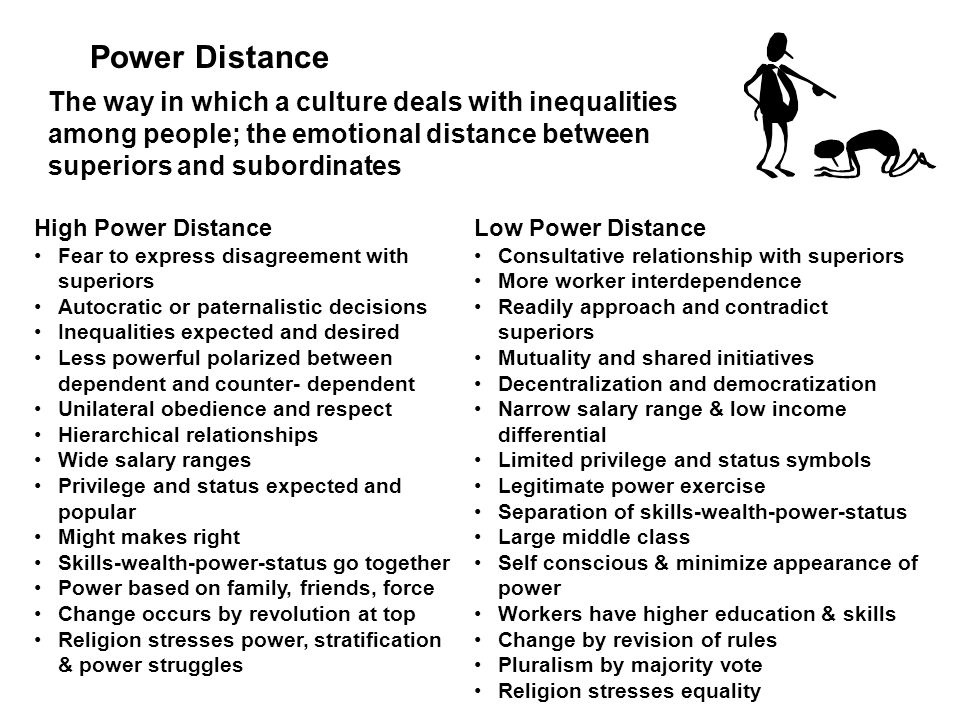 Power Distance
The way in which a culture deals with inequalities
among people; the emotional distance between
superiors and subordinates
High Power Distance
• Fear to express disagreement with
superiors
• Autocratic or paternalistic decisions
• Inequalities expected and desired
• Less powerful polarized between
dependent and counter- dependent
• Unilateral obedience and respect
• Hierarchical relationships
• Wide salary ranges
• Privilege and status expected and
popular
• Might makes right
• Skills-wealth-power-status go together
• Power based on family, friends, force
• Change occurs by revolution at top
• Religion stresses power, stratification
& power struggles
Low Power Distance
• Consultative relationship with superiors
• More worker interdependence
• Readily approach and contradict
superiors
• Mutuality and shared initiatives
• Decentralization and democratization
• Narrow salary range & low income
differential
• Limited privilege and status symbols
• Legitimate power exercise
• Separation of skills-wealth-power-status
• Large middle class
• Self conscious & minimize appearance of
power
• Workers have higher education & skills
• Change by revision of rules
• Pluralism by majority vote
• Religion stresses equality